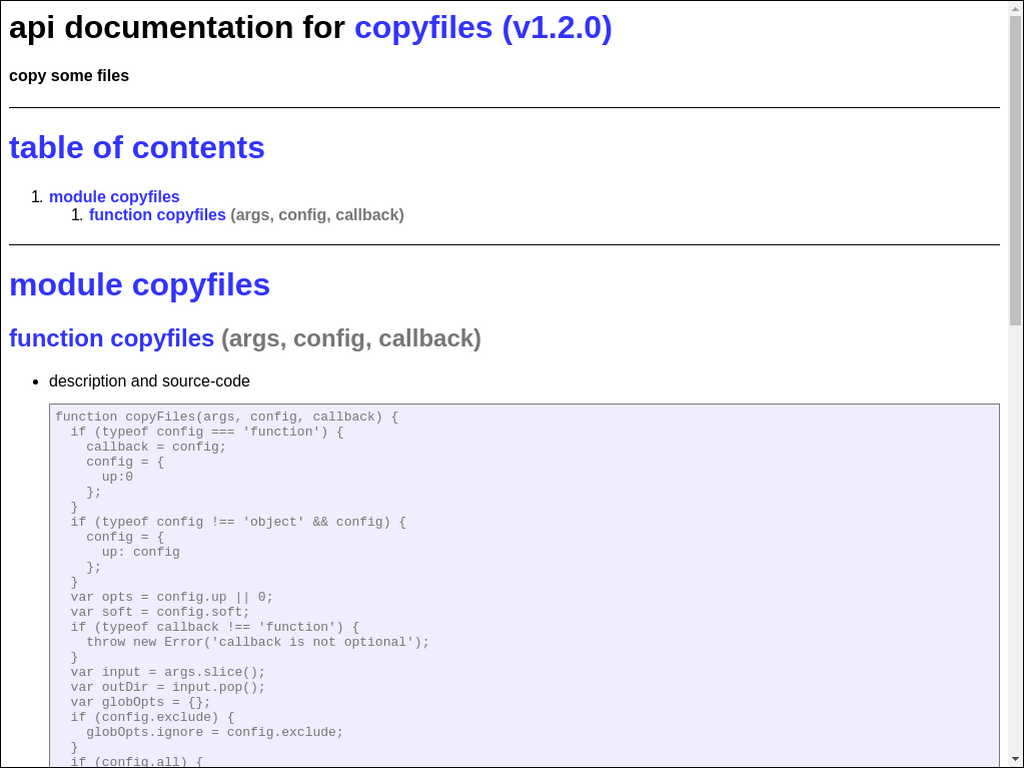 api documentation for copyfiles (v1.2.0)
copy some files
table of contents
1. module copyfiles
1. function copyfiles (args, config, callback)
module copyfiles
function copyfiles (args, config, callback)
• description and source-code
function copyFiles(args, config, callback) {
  if (typeof config === 'function') {
    callback = config;
    config = {
      up:0
    };
  }
  if (typeof config !== 'object' && config) {
    config = {
      up: config
    };
  }
  var opts = config.up || 0;
  var soft = config.soft;
  if (typeof callback !== 'function') {
    throw new Error('callback is not optional');
  }
  var input = args.slice();
  var outDir = input.pop();
  var globOpts = {};
  if (config.exclude) {
    globOpts.ignore = config.exclude;
  }
  if (config.all) {